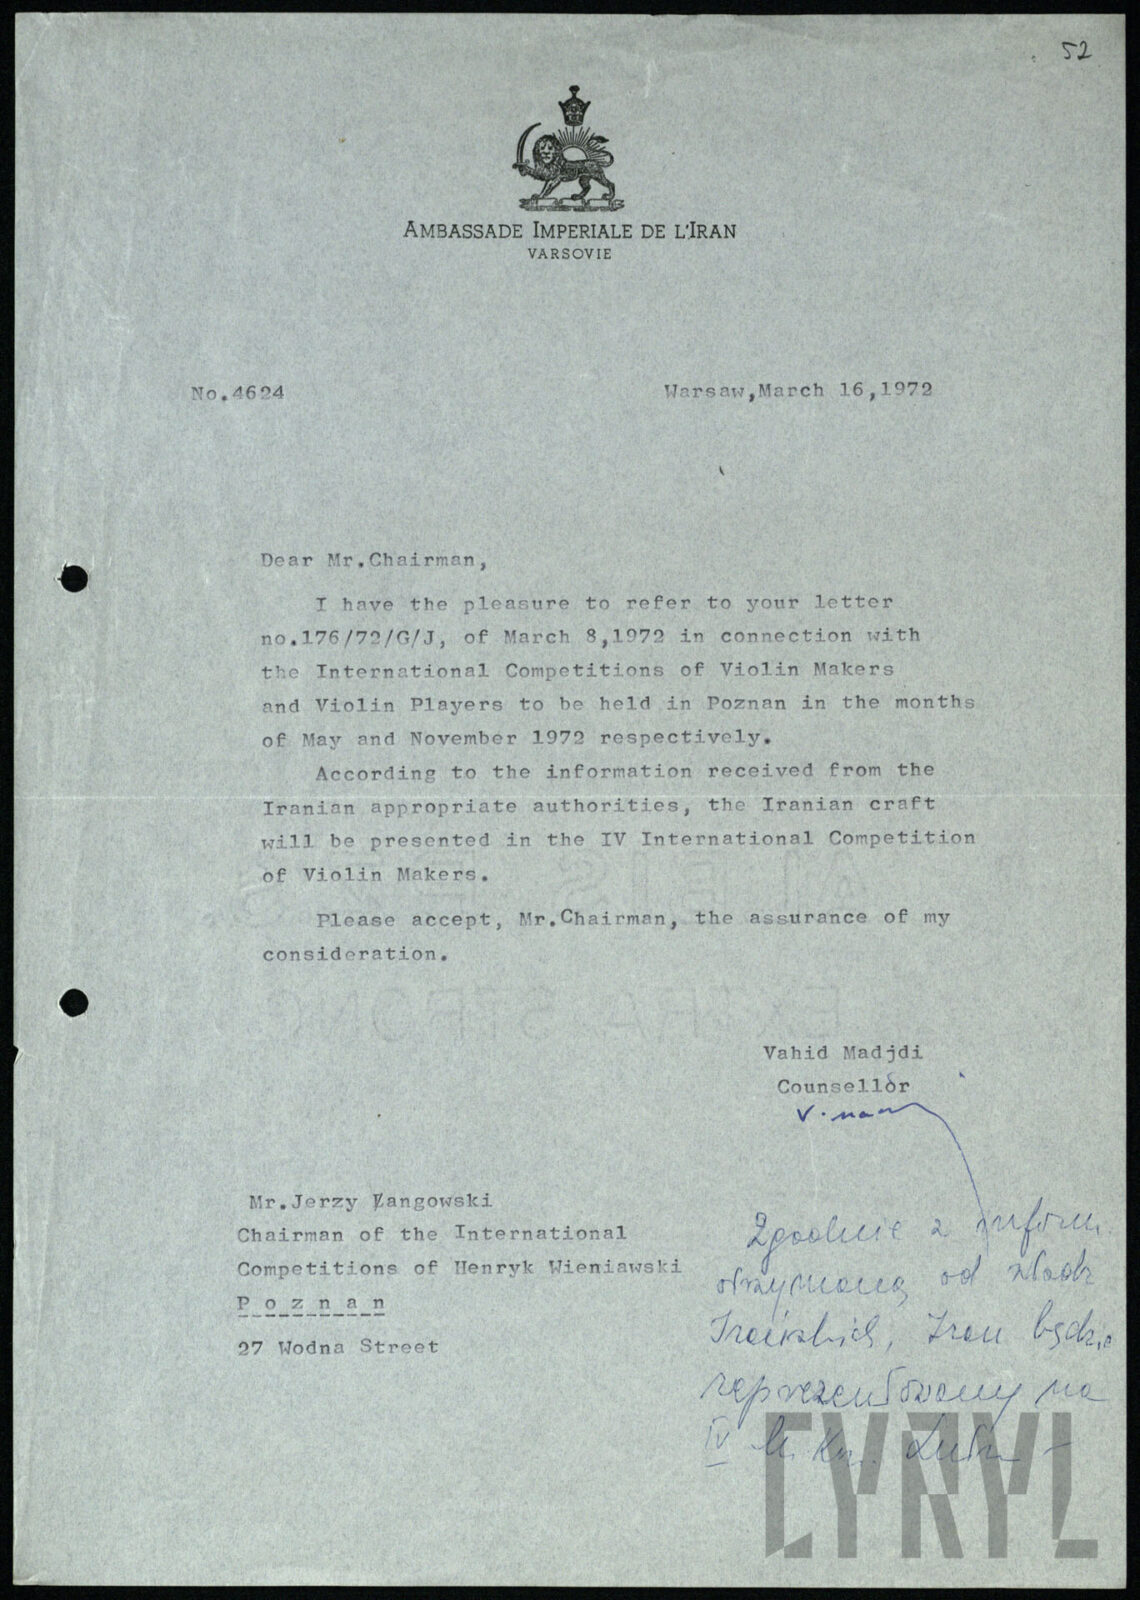 52
AMBASSADE IMPERIALE DE L'IRAN
VARSOVIE
No.4624
Warsaw,March 16,1972
Dear Mr.Chairman,
I have the pleasure to refer to your letter
no.176/72/G/J, of March 8,1972 in connection with
the International Competitions of Violin Makers
and Violin Players to be held in Poznan in the months
of May and November 1972 respectively.
According to the information received from the
Iranian appropriate authorities, the Iranian craft
will be presented in the IV International Competition
of Violin Makers.
Please accept, Mr.Chairman, the assurance of my
consideration.
EXTRA STRONG
Vahid Madjdi
Counsellor
Mr.Jerzy Łangowski
Chairman of the International
Competitions of Henryk Wieniawski
Poznan
27 Wodna Street
Zgodnie z inform.
otrzymaną od władz
Irańskich, Iran będzie
reprezentowany na
IV M. Kon. Lutn.
CYRYL